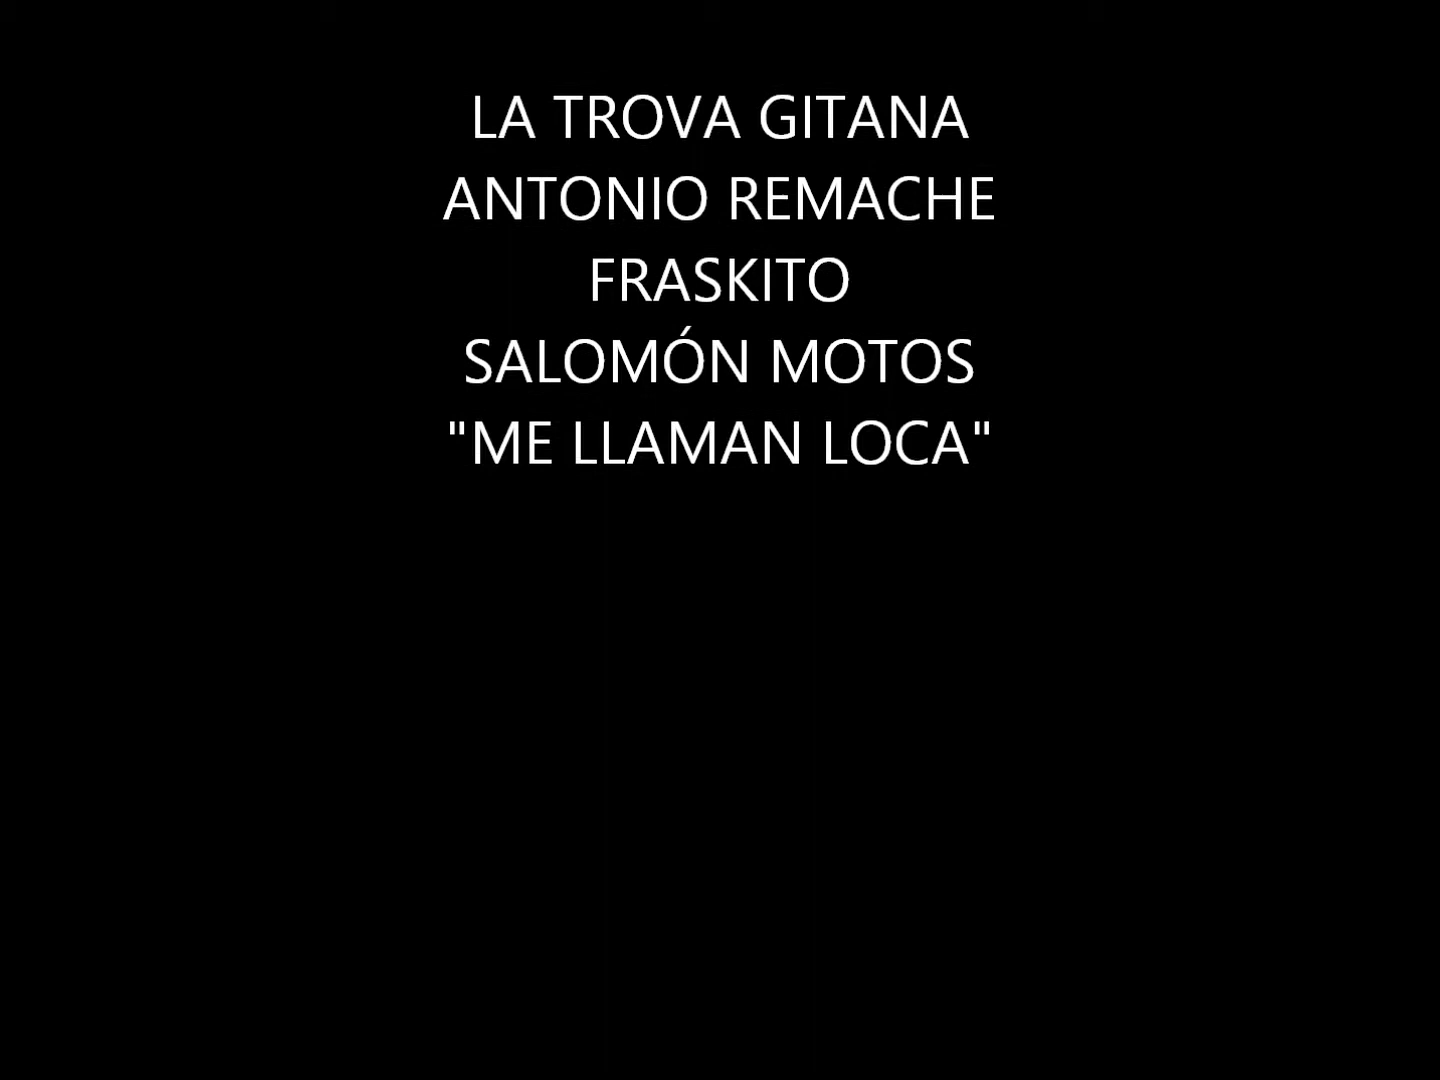 LA TROVA GITANA
ANTONIO REMACHE
FRASKITO
SALOMÓN MOTOS
"ME LLAMAN LOCA"